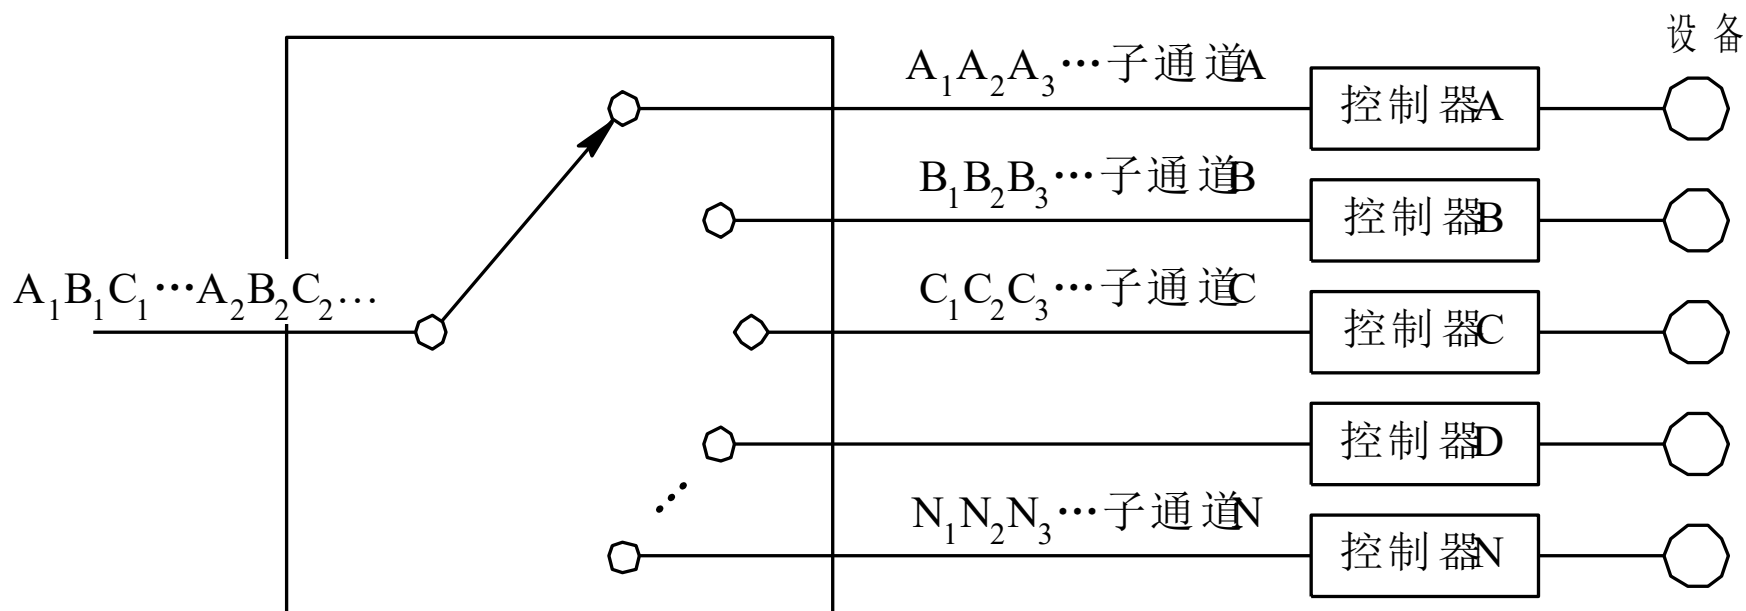 设备
A₁A₂A₃…子通道A
控制器A
B₁B₂B₃…子通道B
控制器B
A₁B₁C₁…A₂B₂C₂…
C₁C₂C₃…子通道C
控制器C
控制器D
N₁N₂N₃…子通道N
控制器N